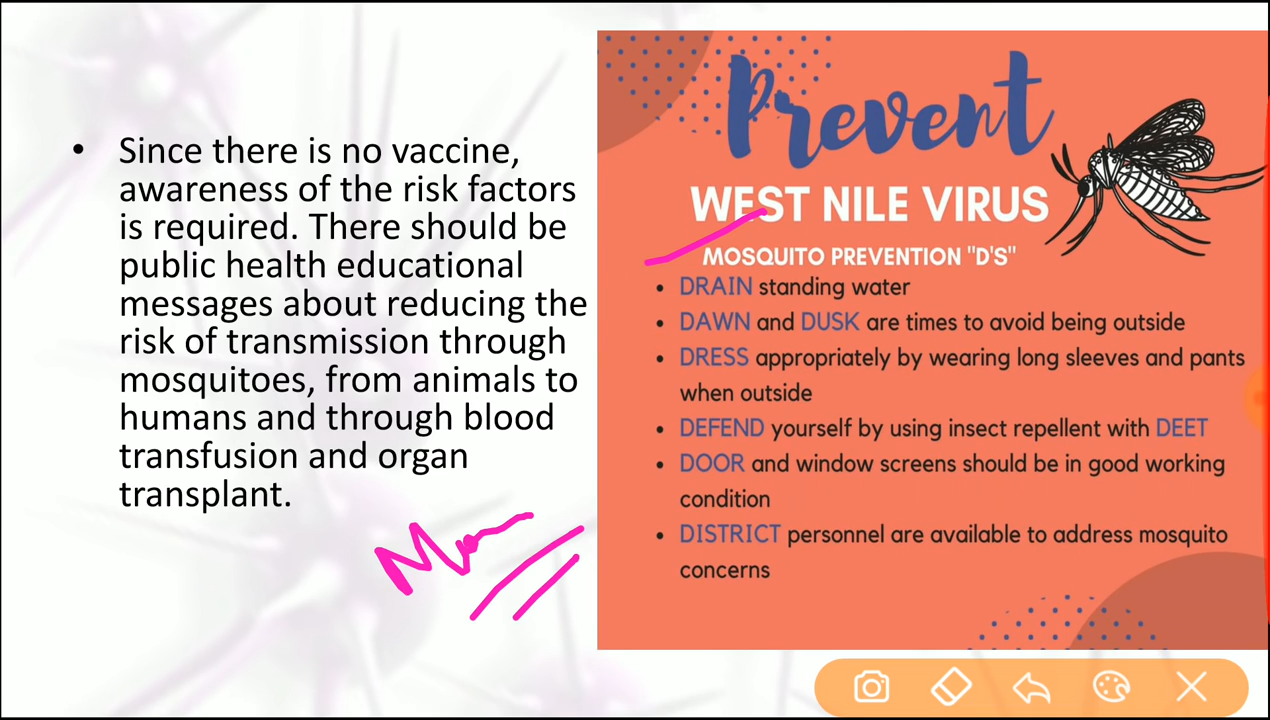 • Since there is no vaccine,
awareness of the risk factors
is required. There should be
public health educational
messages about reducing the
risk of transmission through
mosquitoes, from animals to
humans and through blood
transfusion and organ
transplant.
Prevent
WEST NILE VIRUS
MOSQUITO PREVENTION "D'S"
• DRAIN standing water
• DAWN and DUSK are times to avoid being outside
• DRESS appropriately by wearing long sleeves and pants
when outside
• DEFEND yourself by using insect repellent with DEET
• DOOR and window screens should be in good working
condition
• DISTRICT personnel are available to address mosquito
concerns